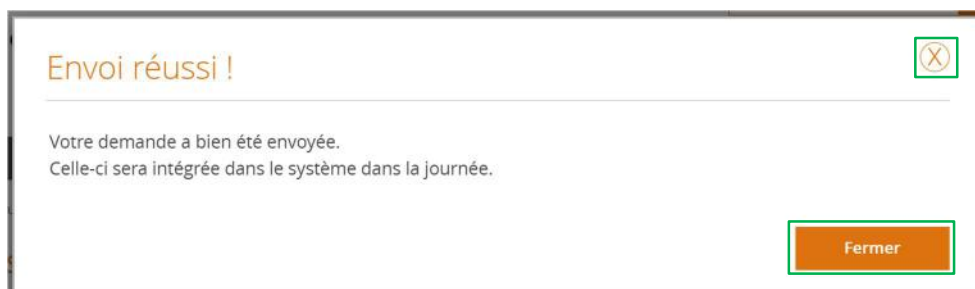 Envoi réussi !
X
Votre demande a bien été envoyée.
Celle-ci sera intégrée dans le système dans la journée.
Fermer